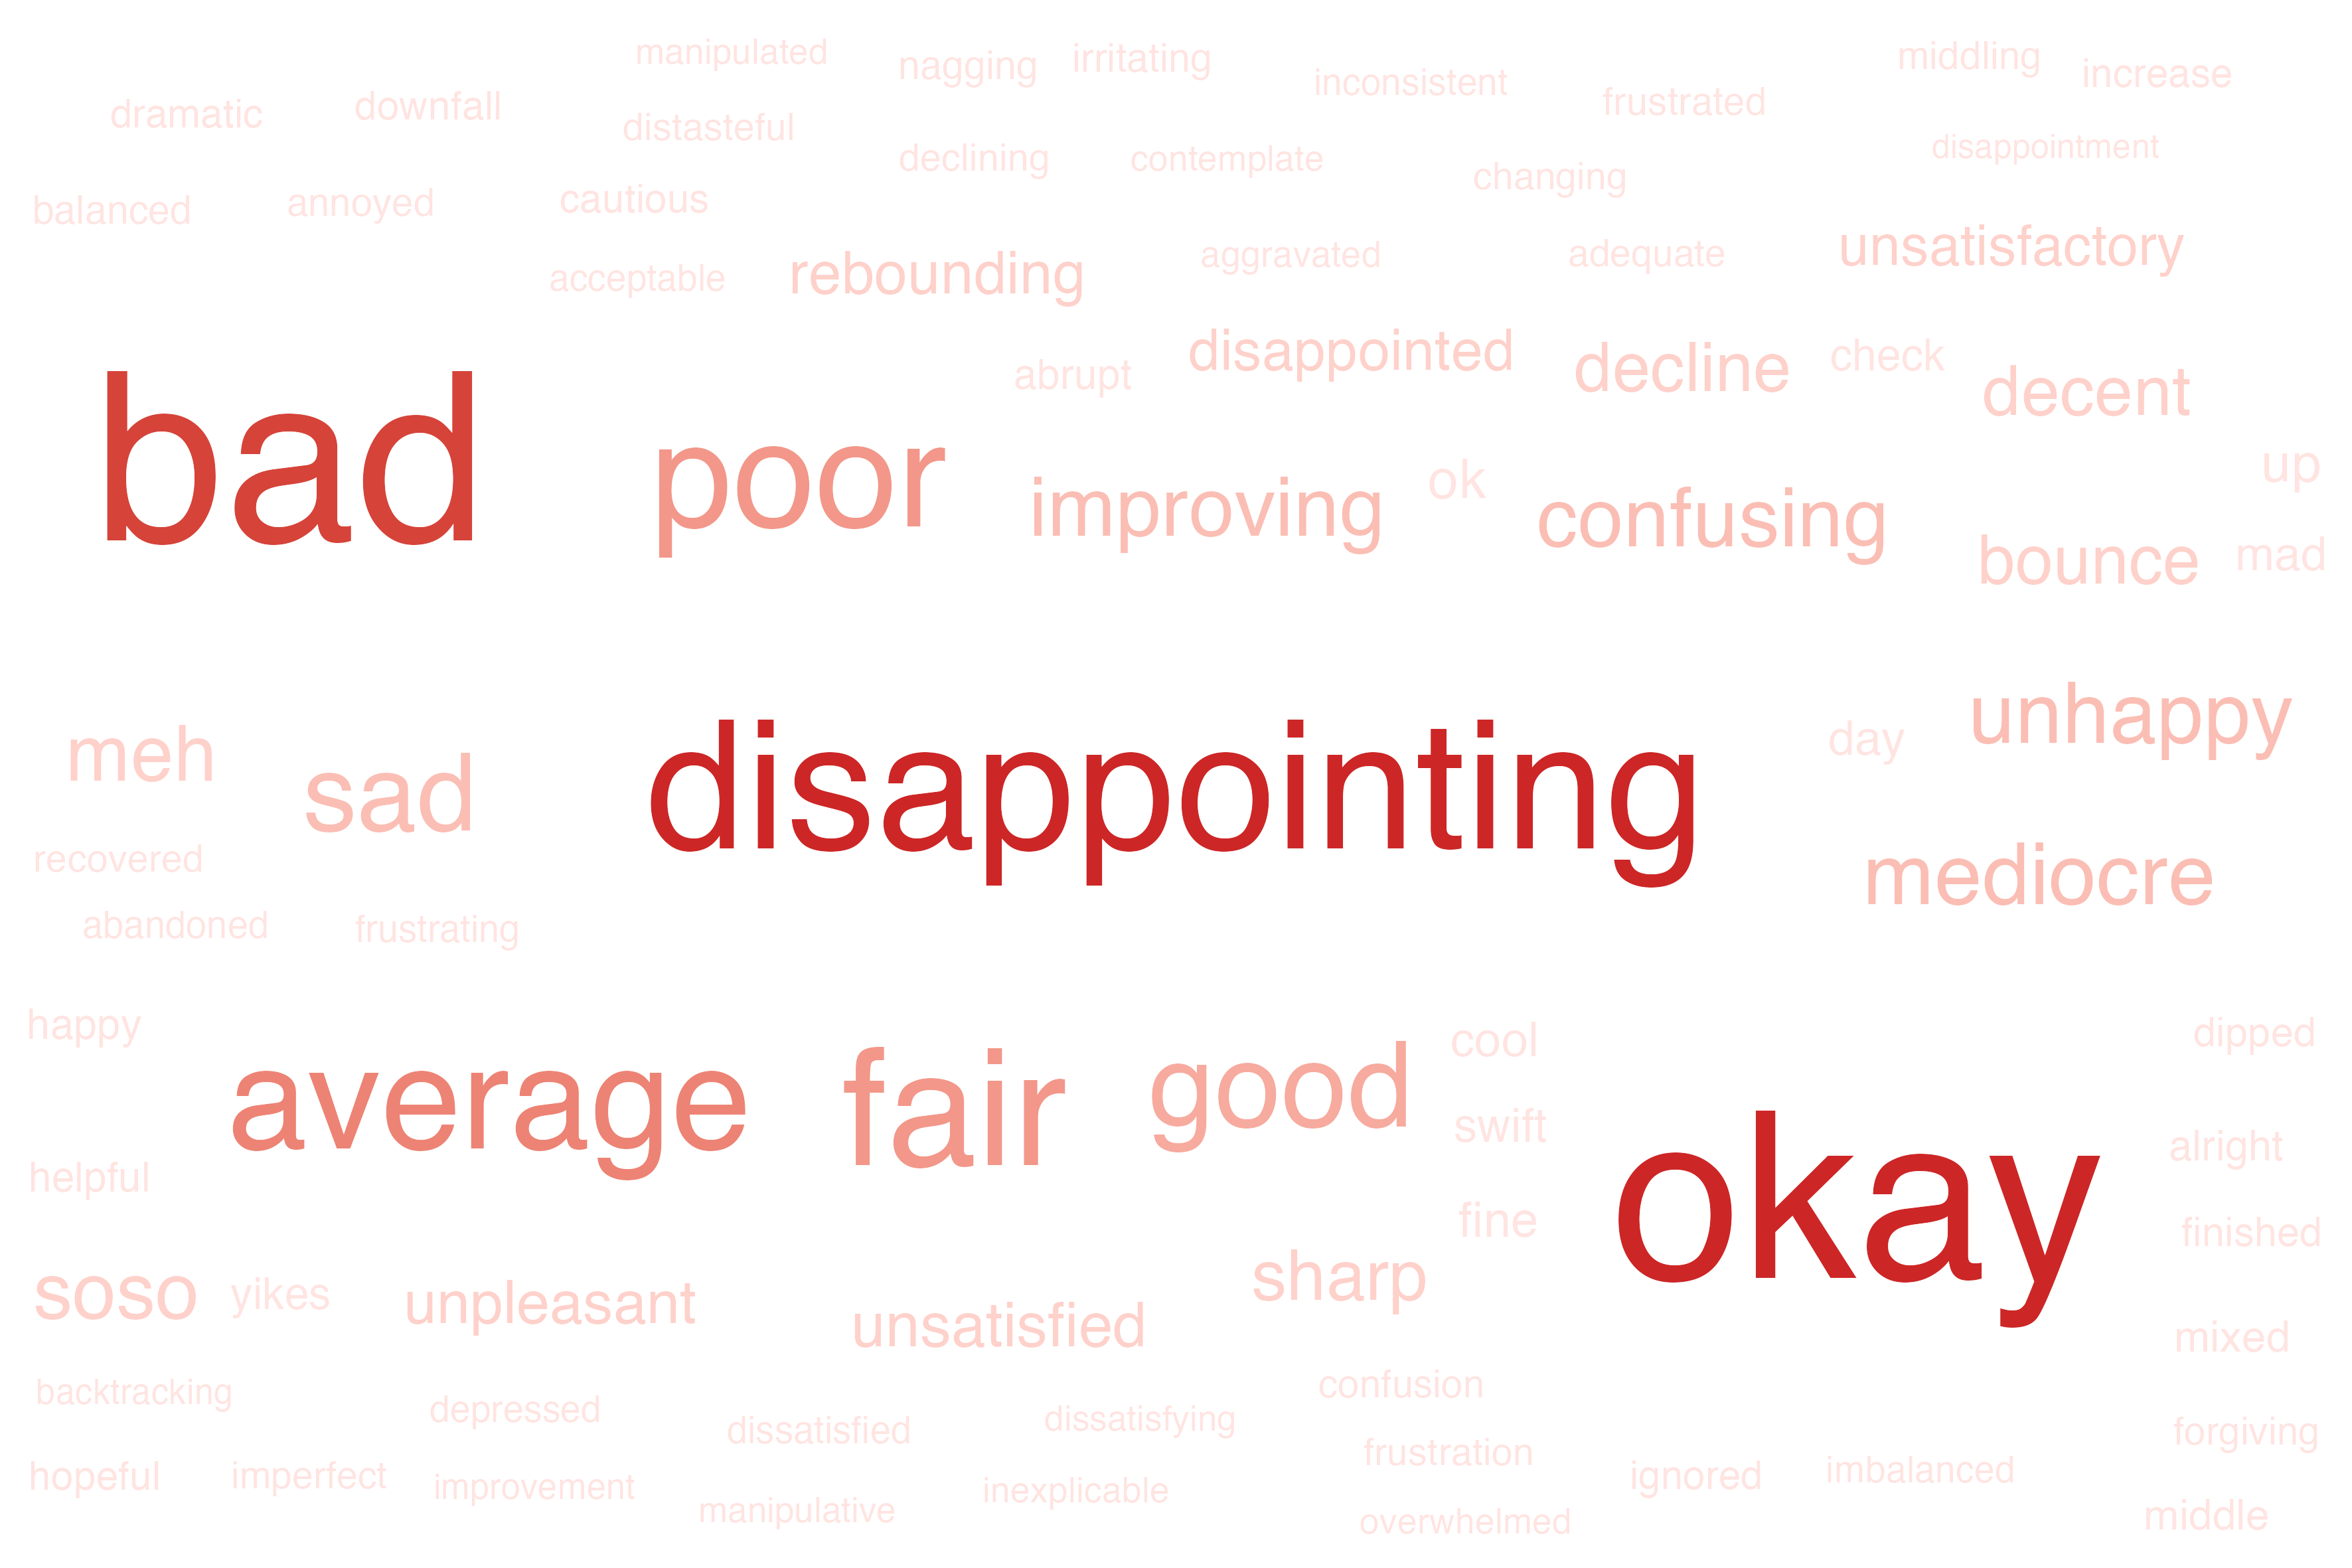 manipulated
nagging
irritating
inconsistent
middling
increase
dramatic
downfall
distasteful
frustrated
declining
contemplate
changing
disappointment
balanced
annoyed
cautious
acceptable
rebounding
aggravated
adequate
unsatisfactory
abrupt
disappointed
decline
check
decent
bad
poor
improving
ok
confusing
up
bounce
mad
meh
sad
disappointing
day
unhappy
recovered
mediocre
abandoned
frustrating
happy
average
fair
good
cool
dipped
swift
okay
alright
helpful
fine
finished
soso
yikes
unpleasant
unsatisfied
sharp
mixed
backtracking
depressed
dissatisfied
dissatisfying
confusion
forgiving
hopeful
imperfect
improvement
manipulative
inexplicable
frustration
overwhelmed
ignored
imbalanced
middle